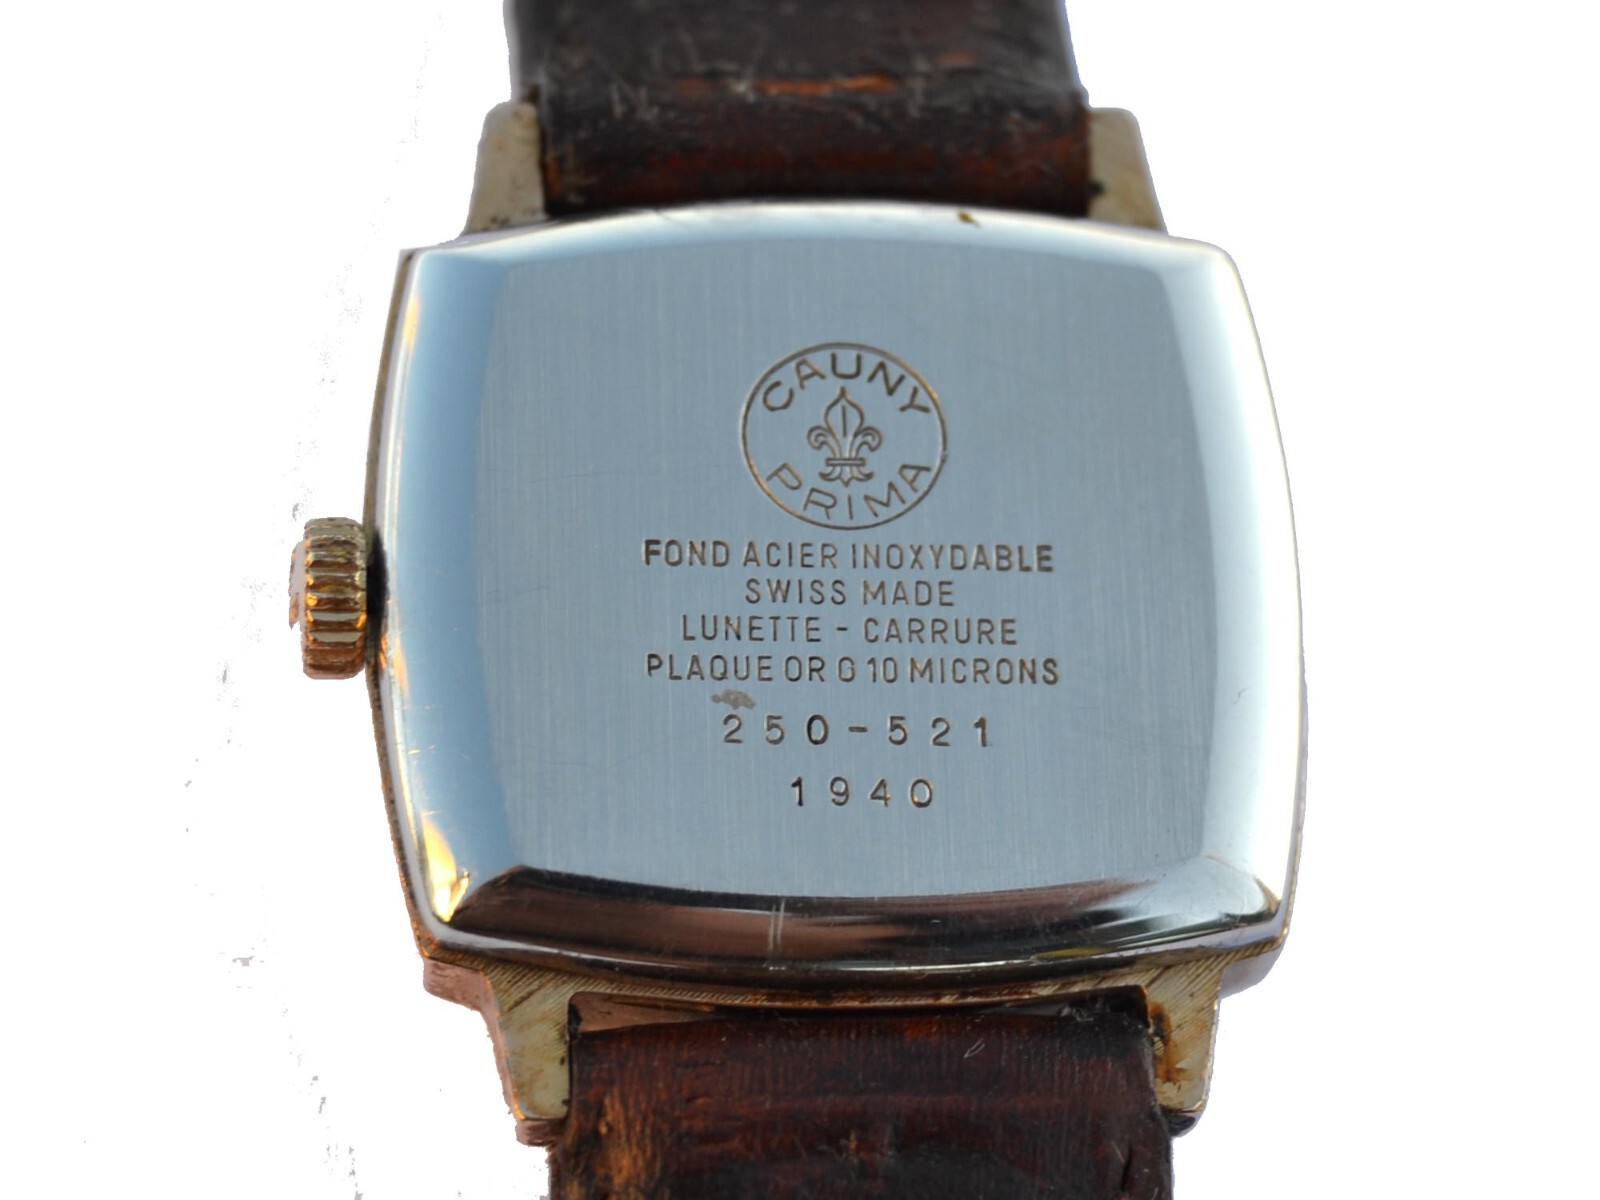 CAUNY
PRIMA
FOND ACIER INOXYDABLE
SWISS MADE
LUNETTE - CARRURE
PLAQUE OR G 10 MICRONS
250-521
1940